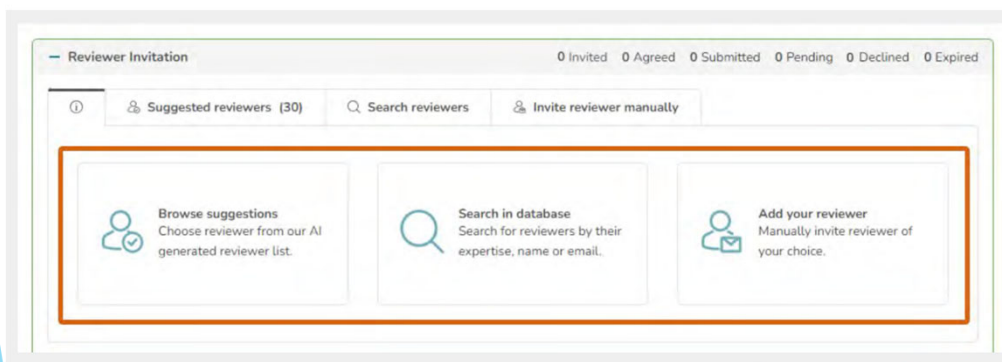 – Reviewer Invitation
0 Invited 0 Agreed 0 Submitted 0 Pending 0 Declined 0 Expired
Suggested reviewers (30)
Search reviewers
Invite reviewer manually
Browse suggestions
Choose reviewer from our AI
generated reviewer list.
Search in database
Search for reviewers by their
expertise, name or email.
Add your reviewer
Manually invite reviewer of
your choice.